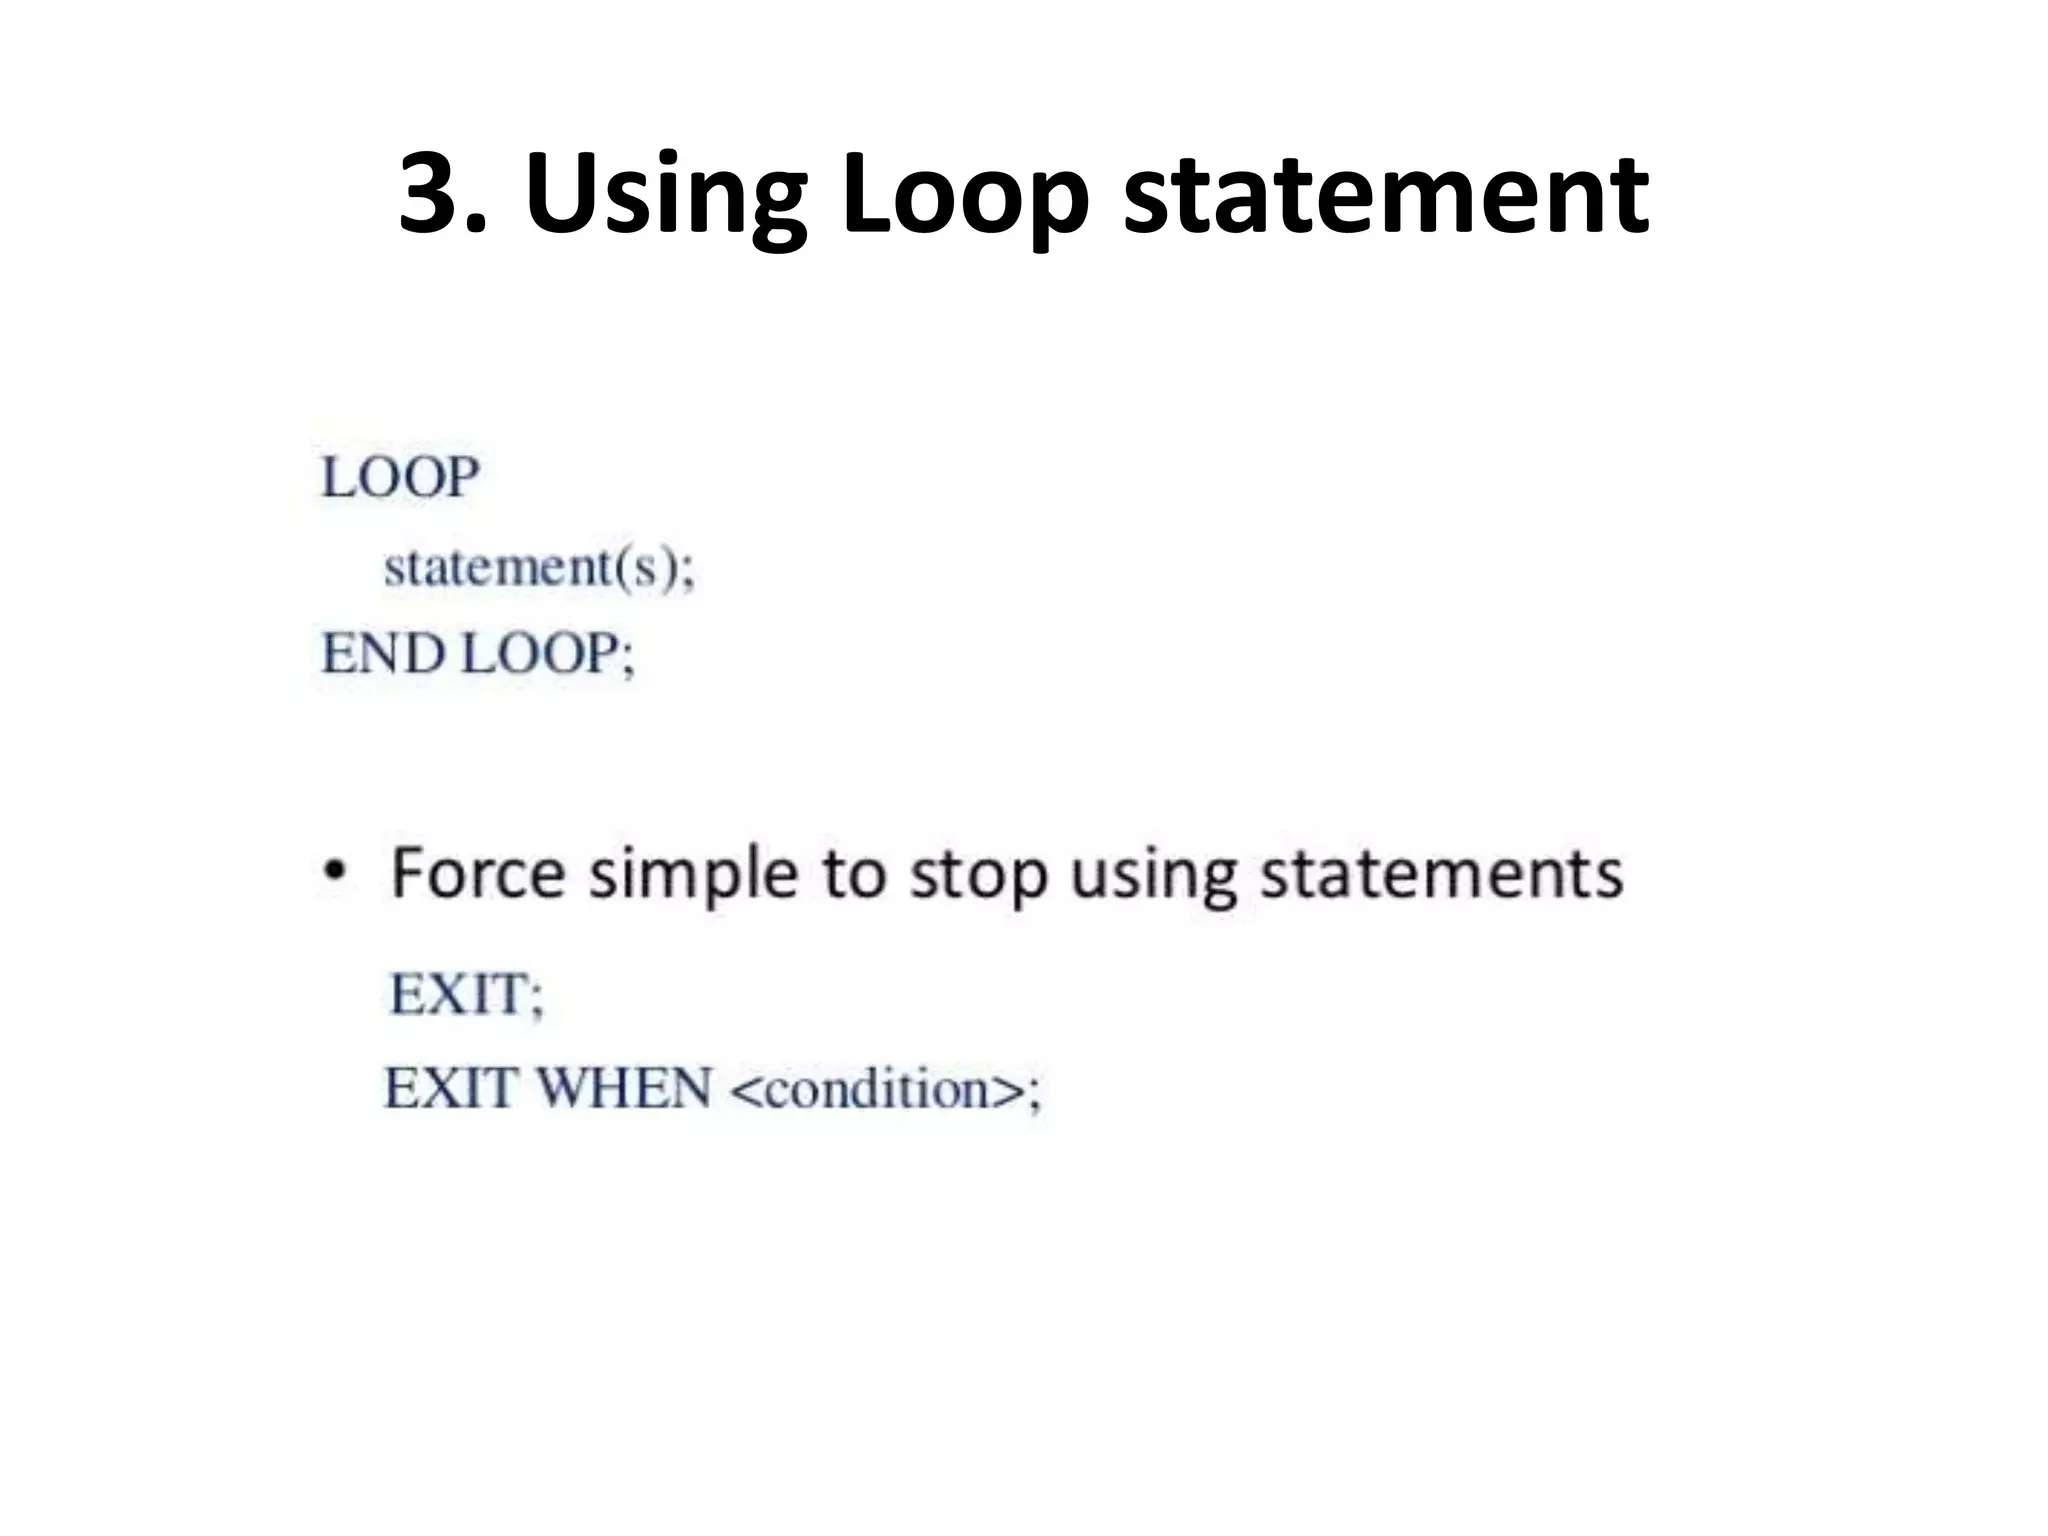 3. Using Loop statement
LOOP
statement(s);
END LOOP;
• Force simple to stop using statements
EXIT;
EXIT WHEN <condition>;